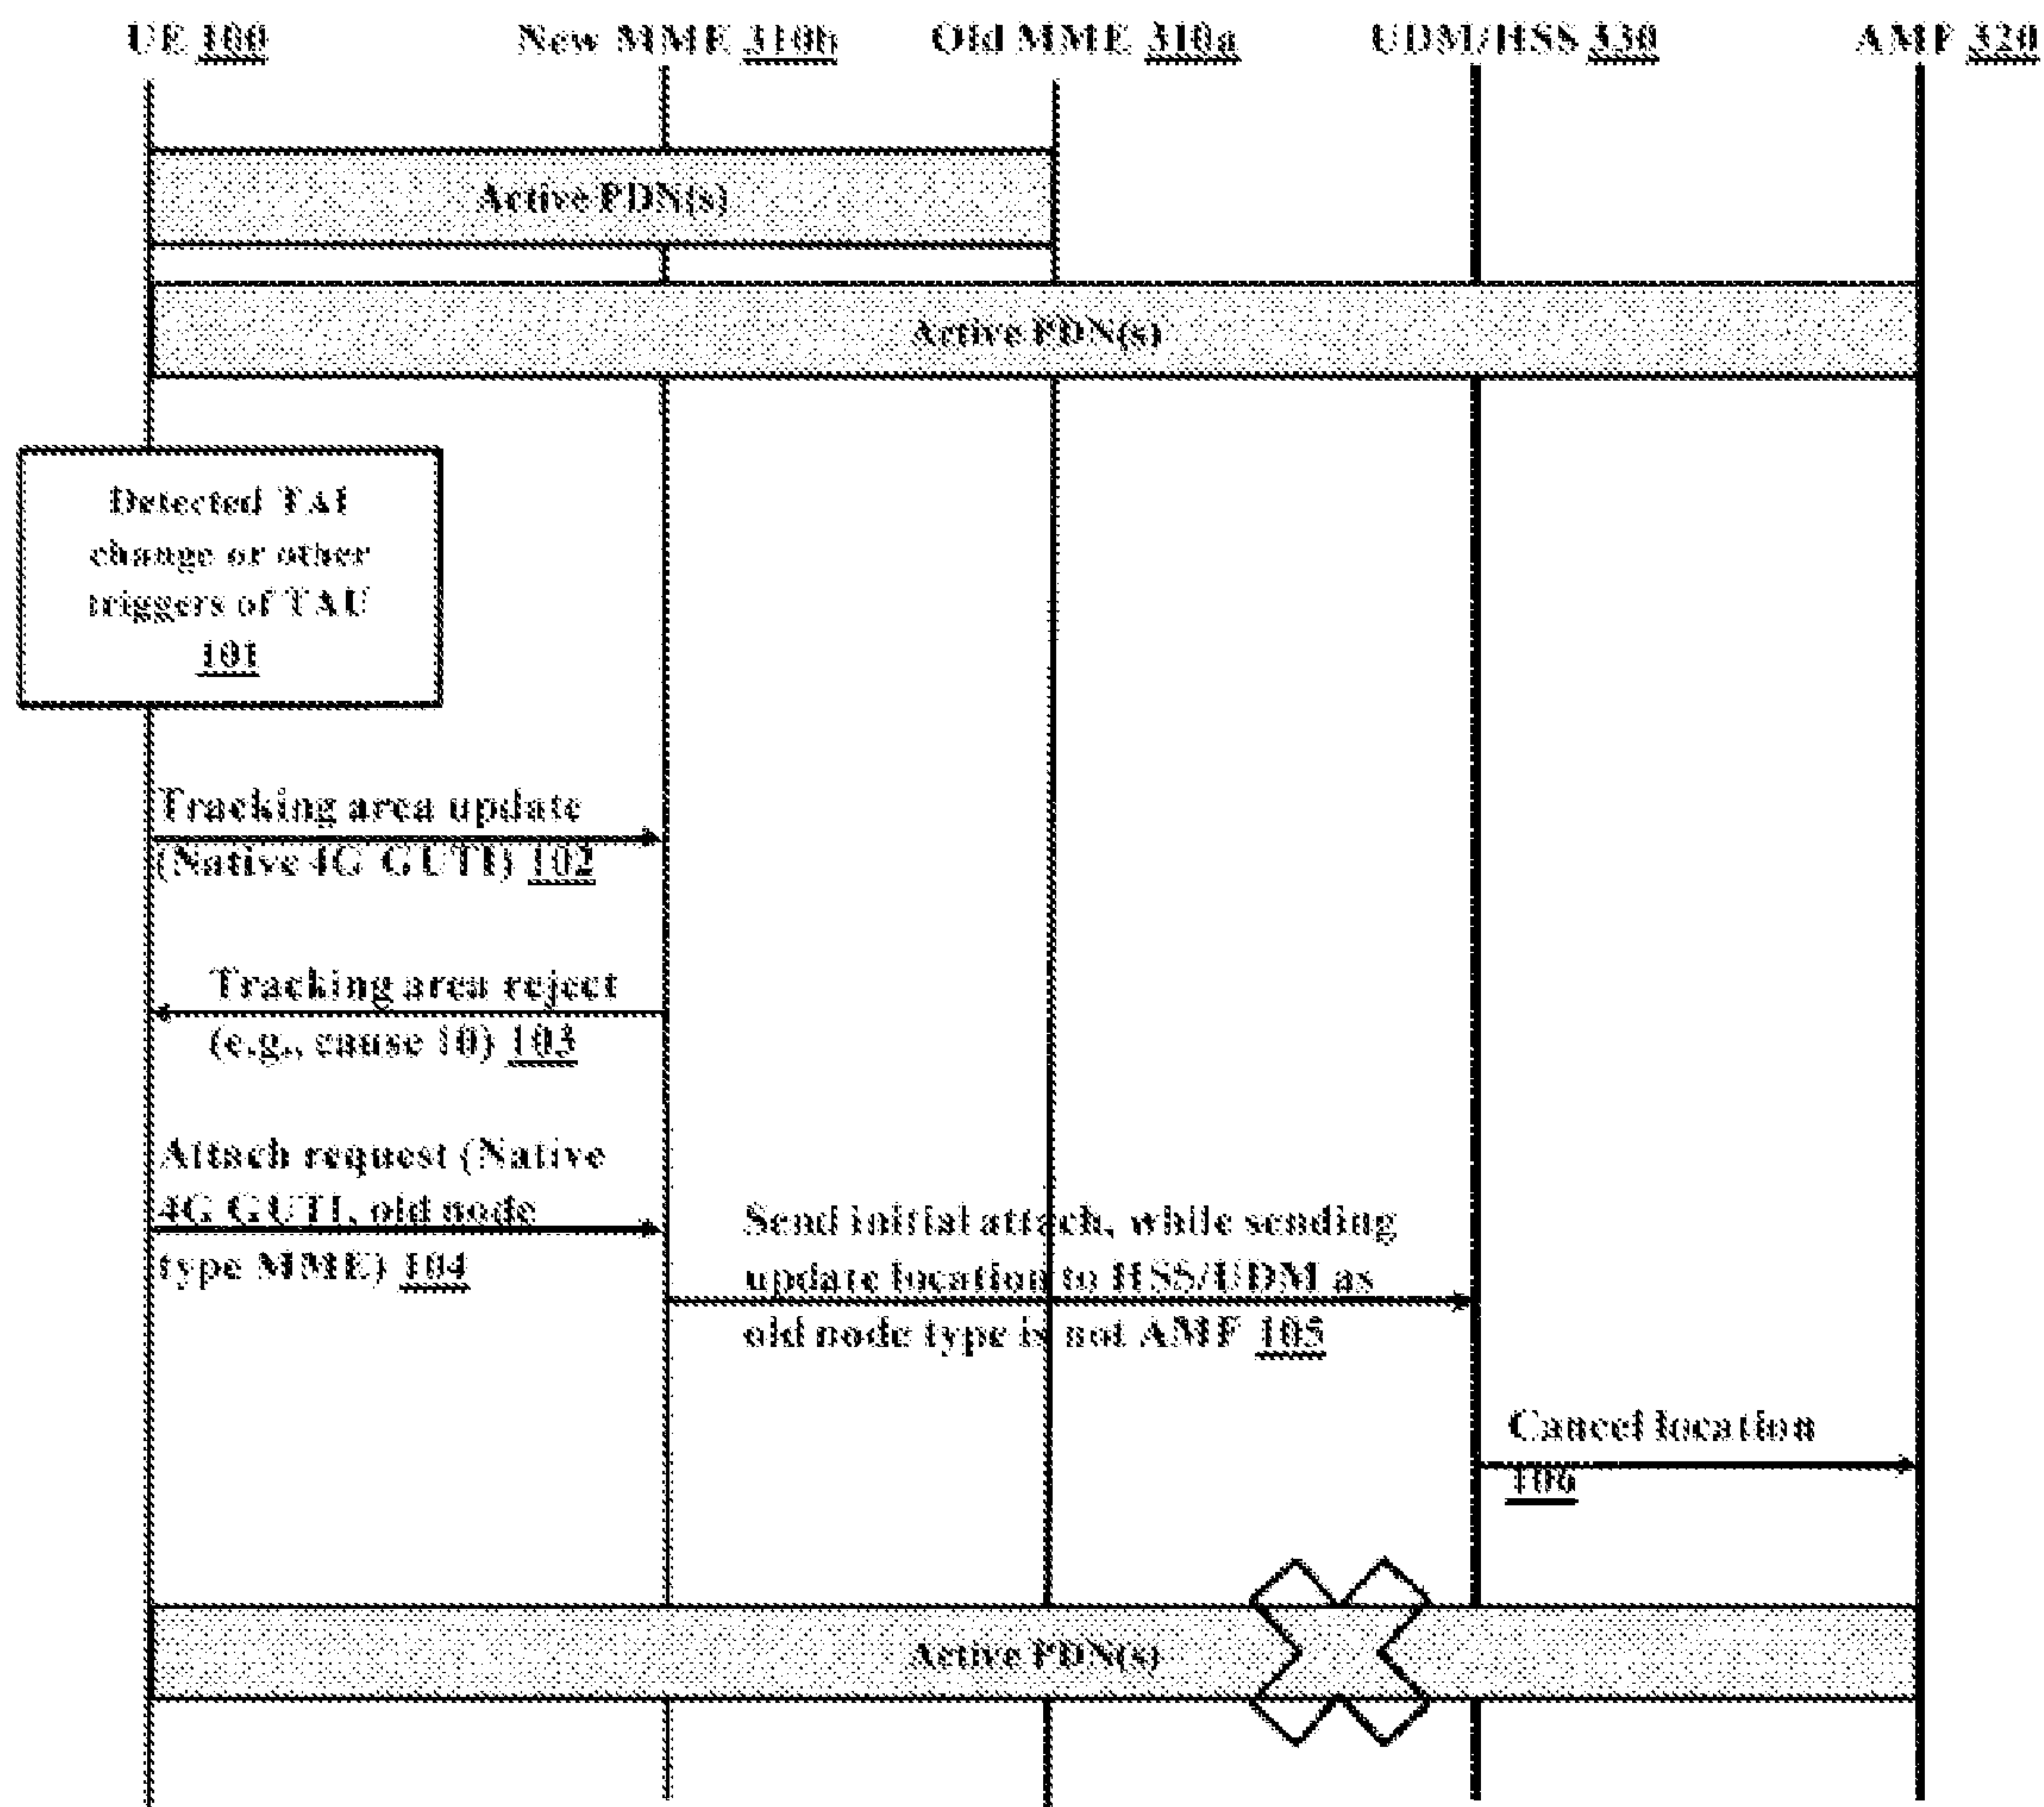 UE 100
New MME 310b
Old MME 310a
UDM/HSS 330
AMF 320
Active PDN(s)
Active PDN(s)
Detected TAI
change or other
triggers of TAU
101
Tracking area update
(Native 4G GUTI) 102
Tracking area reject
(e.g., cause 10) 103
Attach request (Native
4G GUTI, old node
type MME) 104
Send initial attach, while sending
update location to HSS/UDM as
old node type is not AMF 105
Cancel location
106
Active PDN(s)